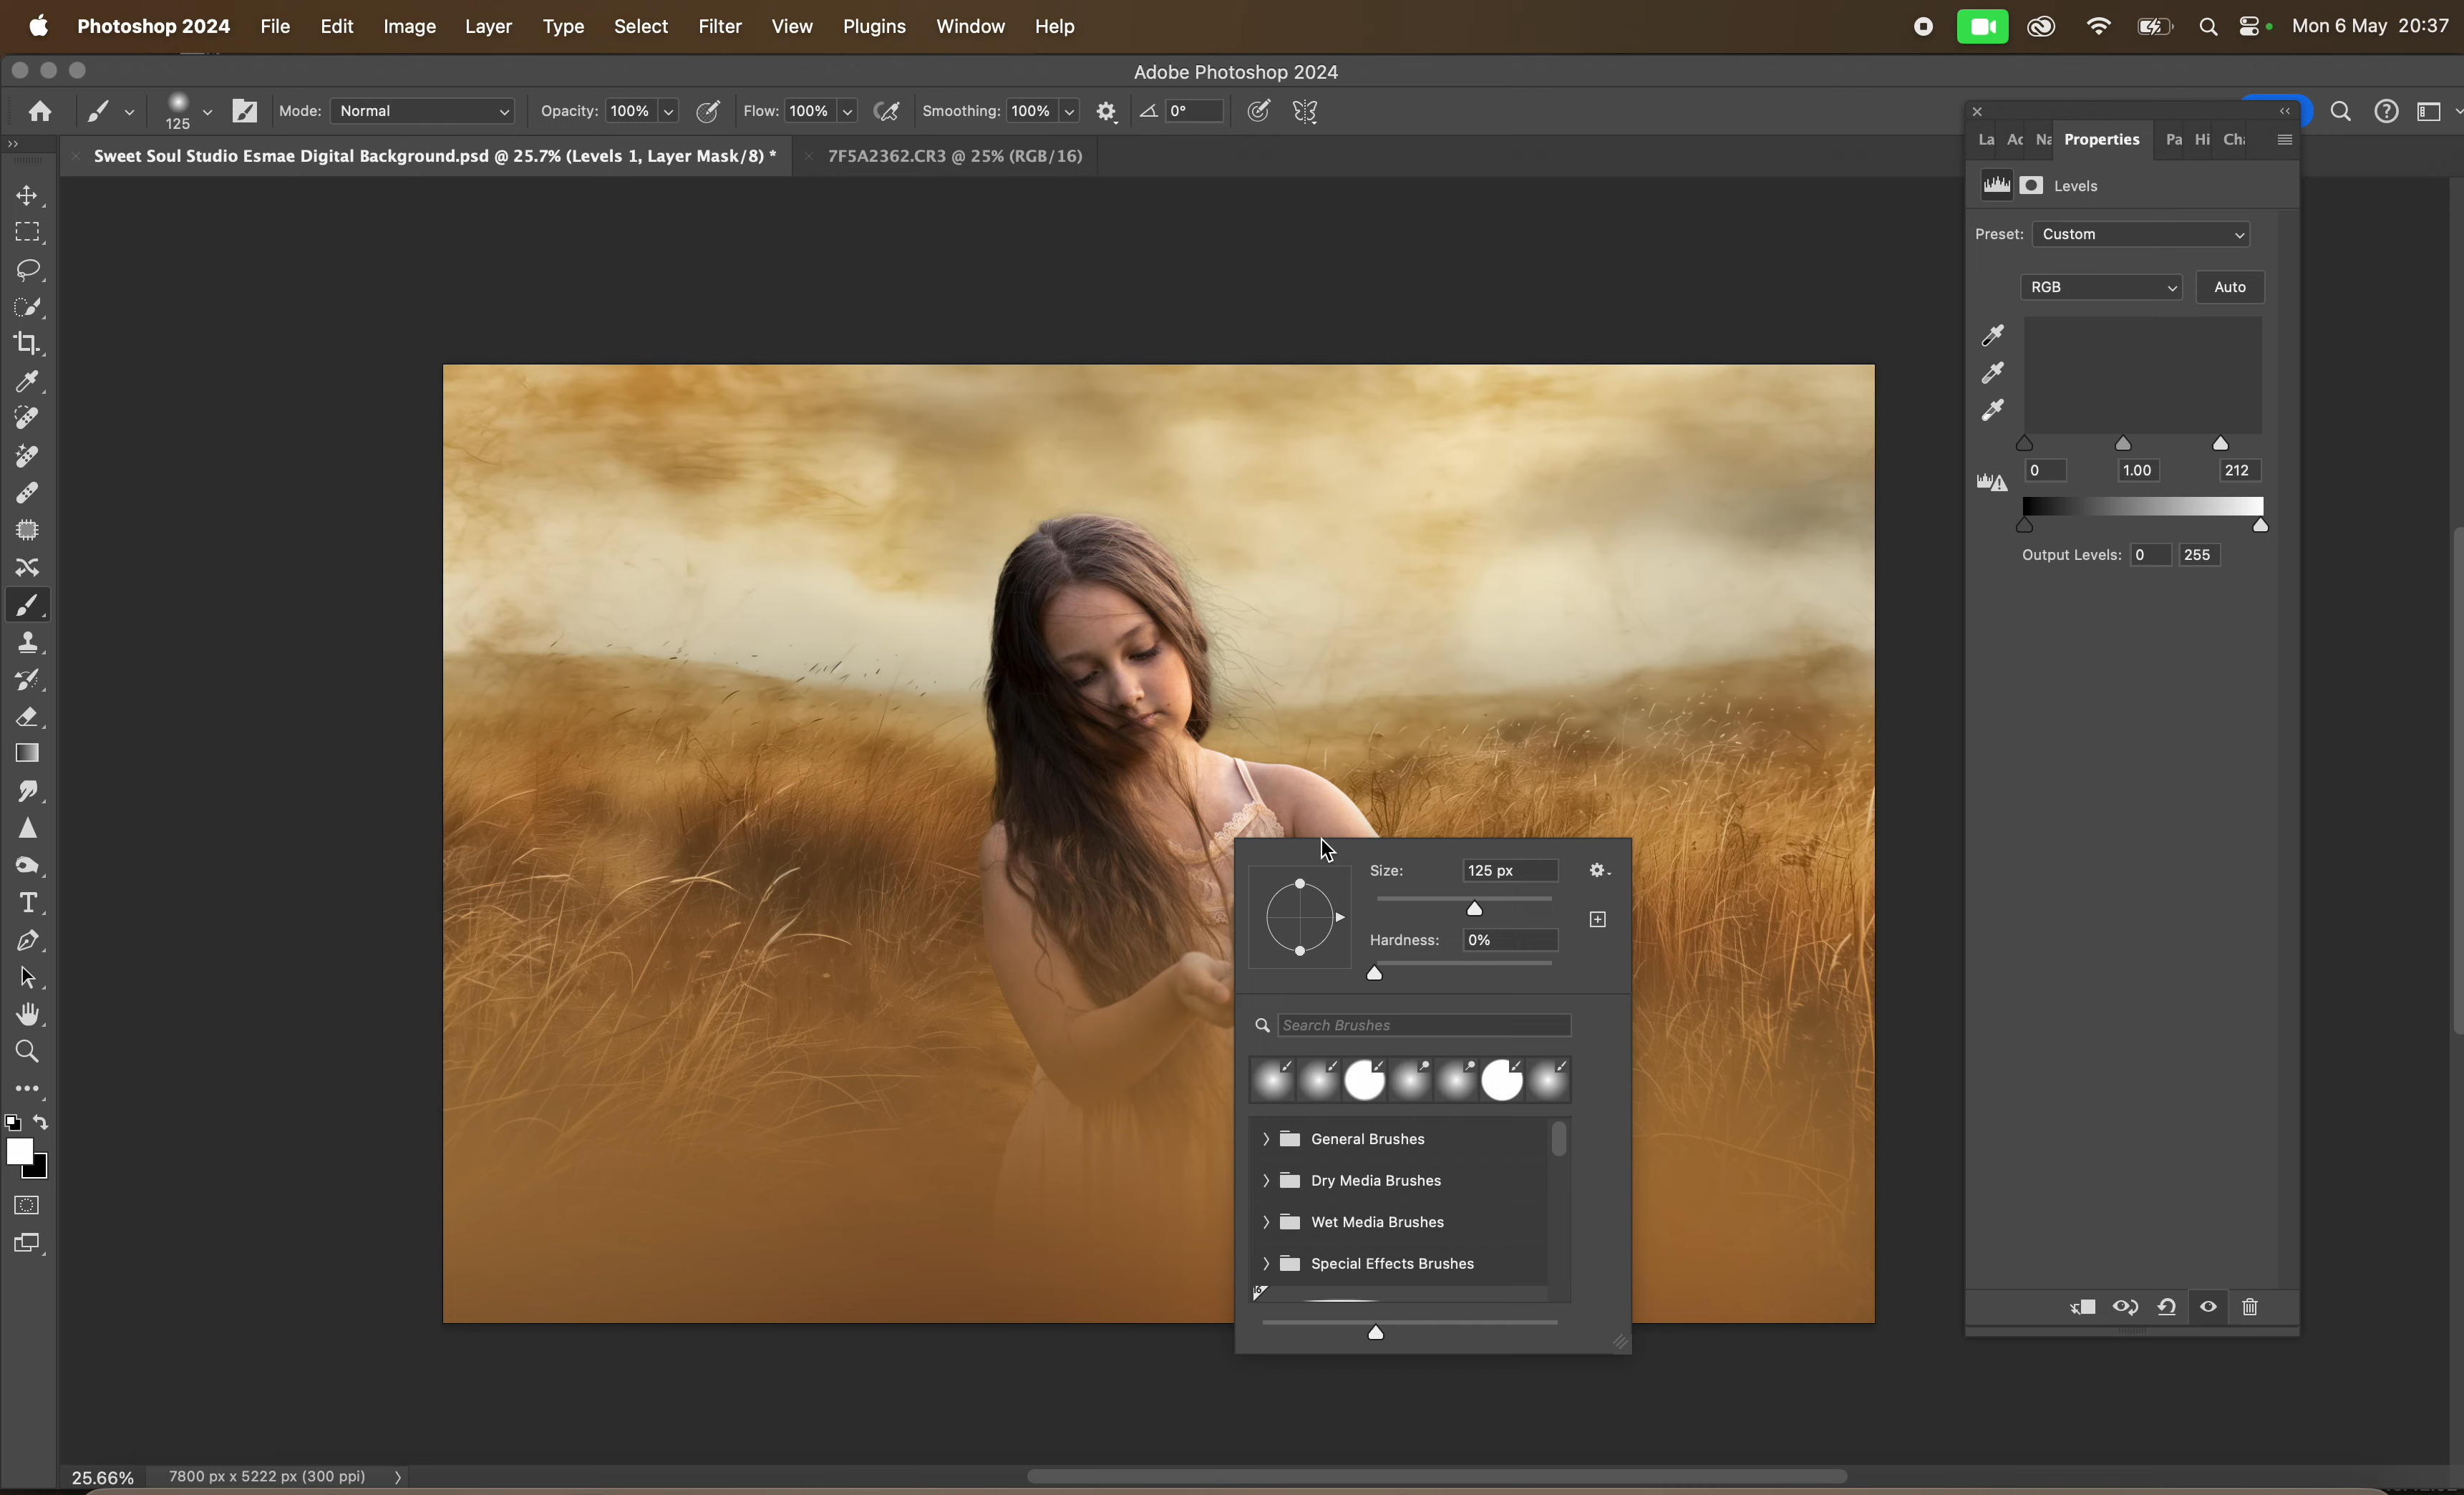 Photoshop 2024 File Edit Image Layer Type Select Filter View Plugins Window Help Mon 6 May 20:37
Adobe Photoshop 2024
125 Mode: Normal Opacity: 100% Flow: 100% Smoothing: 100% 0°
Sweet Soul Studio Esmae Digital Background.psd @ 25.7% (Levels 1, Layer Mask/8) * 7F5A2362.CR3 @ 25% (RGB/16)
La Ac Na Properties Pa Hi Cha
Levels
Preset: Custom
RGB Auto
0 1.00 212
Output Levels: 0 255
Size: 125 px
Hardness: 0%
Search Brushes
General Brushes
Dry Media Brushes
Wet Media Brushes
Special Effects Brushes
25.66% 7800 px x 5222 px (300 ppi)